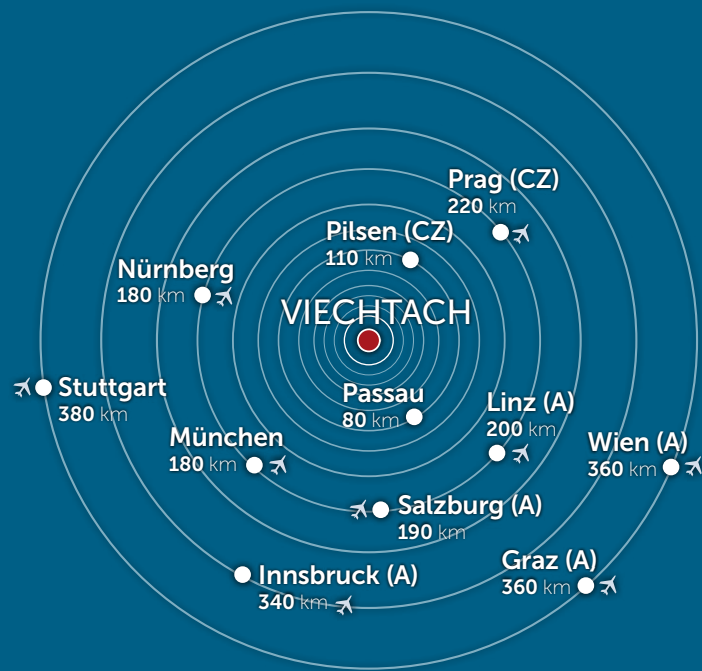 Prag (CZ)
220 km
Pilsen (CZ)
110 km
Nürnberg
180 km
VIECHTACH
Stuttgart
380 km
Passau
80 km
Linz (A)
200 km
München
180 km
Wien (A)
360 km
Salzburg (A)
190 km
Graz (A)
360 km
Innsbruck (A)
340 km